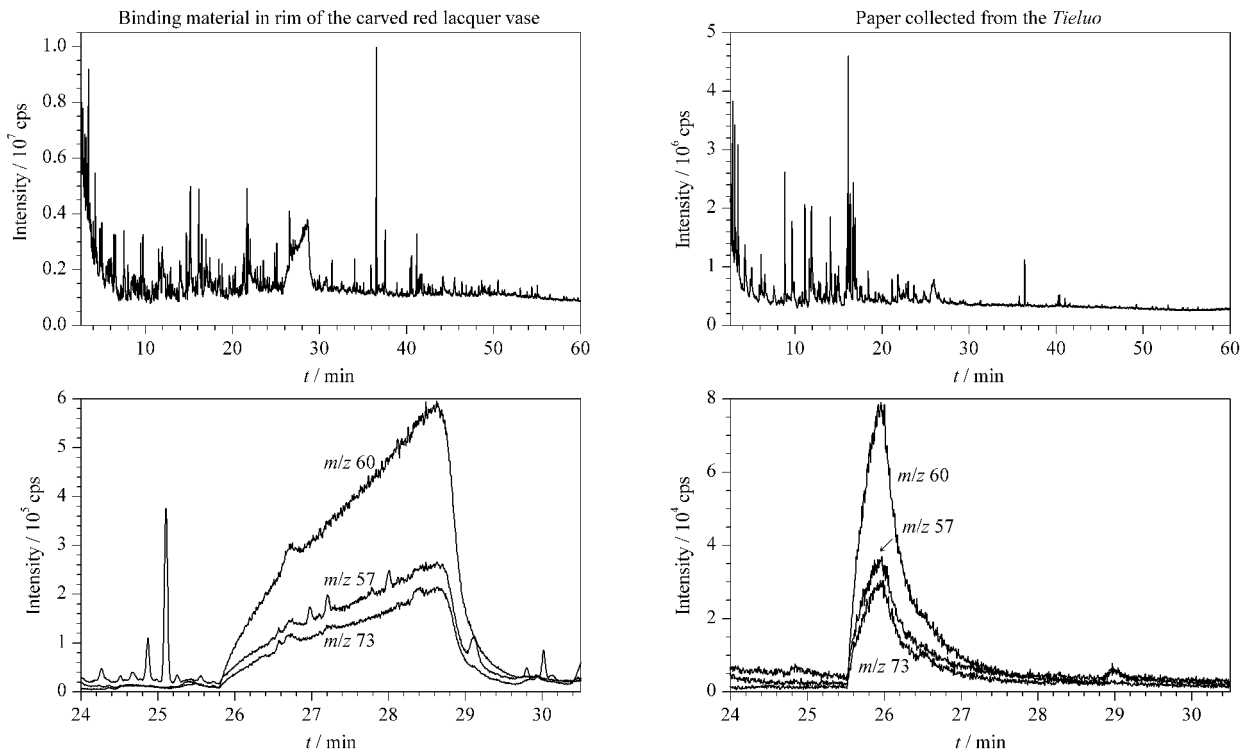 Binding material in rim of the carved red lacquer vase
1.0
0.8
0.6
0.4
0.2
0.0
Intensity / 10⁷ cps
10 20 30 40 50 60
t / min
Paper collected from the Tieluo
5
4
3
2
1
0
Intensity / 10⁶ cps
10 20 30 40 50 60
t / min
6
5
4
3
2
1
0
Intensity / 10⁵ cps
m/z 60
m/z 57
m/z 73
24 25 26 27 28 29 30
t / min
8
6
4
2
0
Intensity / 10⁴ cps
m/z 60
m/z 57
m/z 73
24 25 26 27 28 29 30
t / min